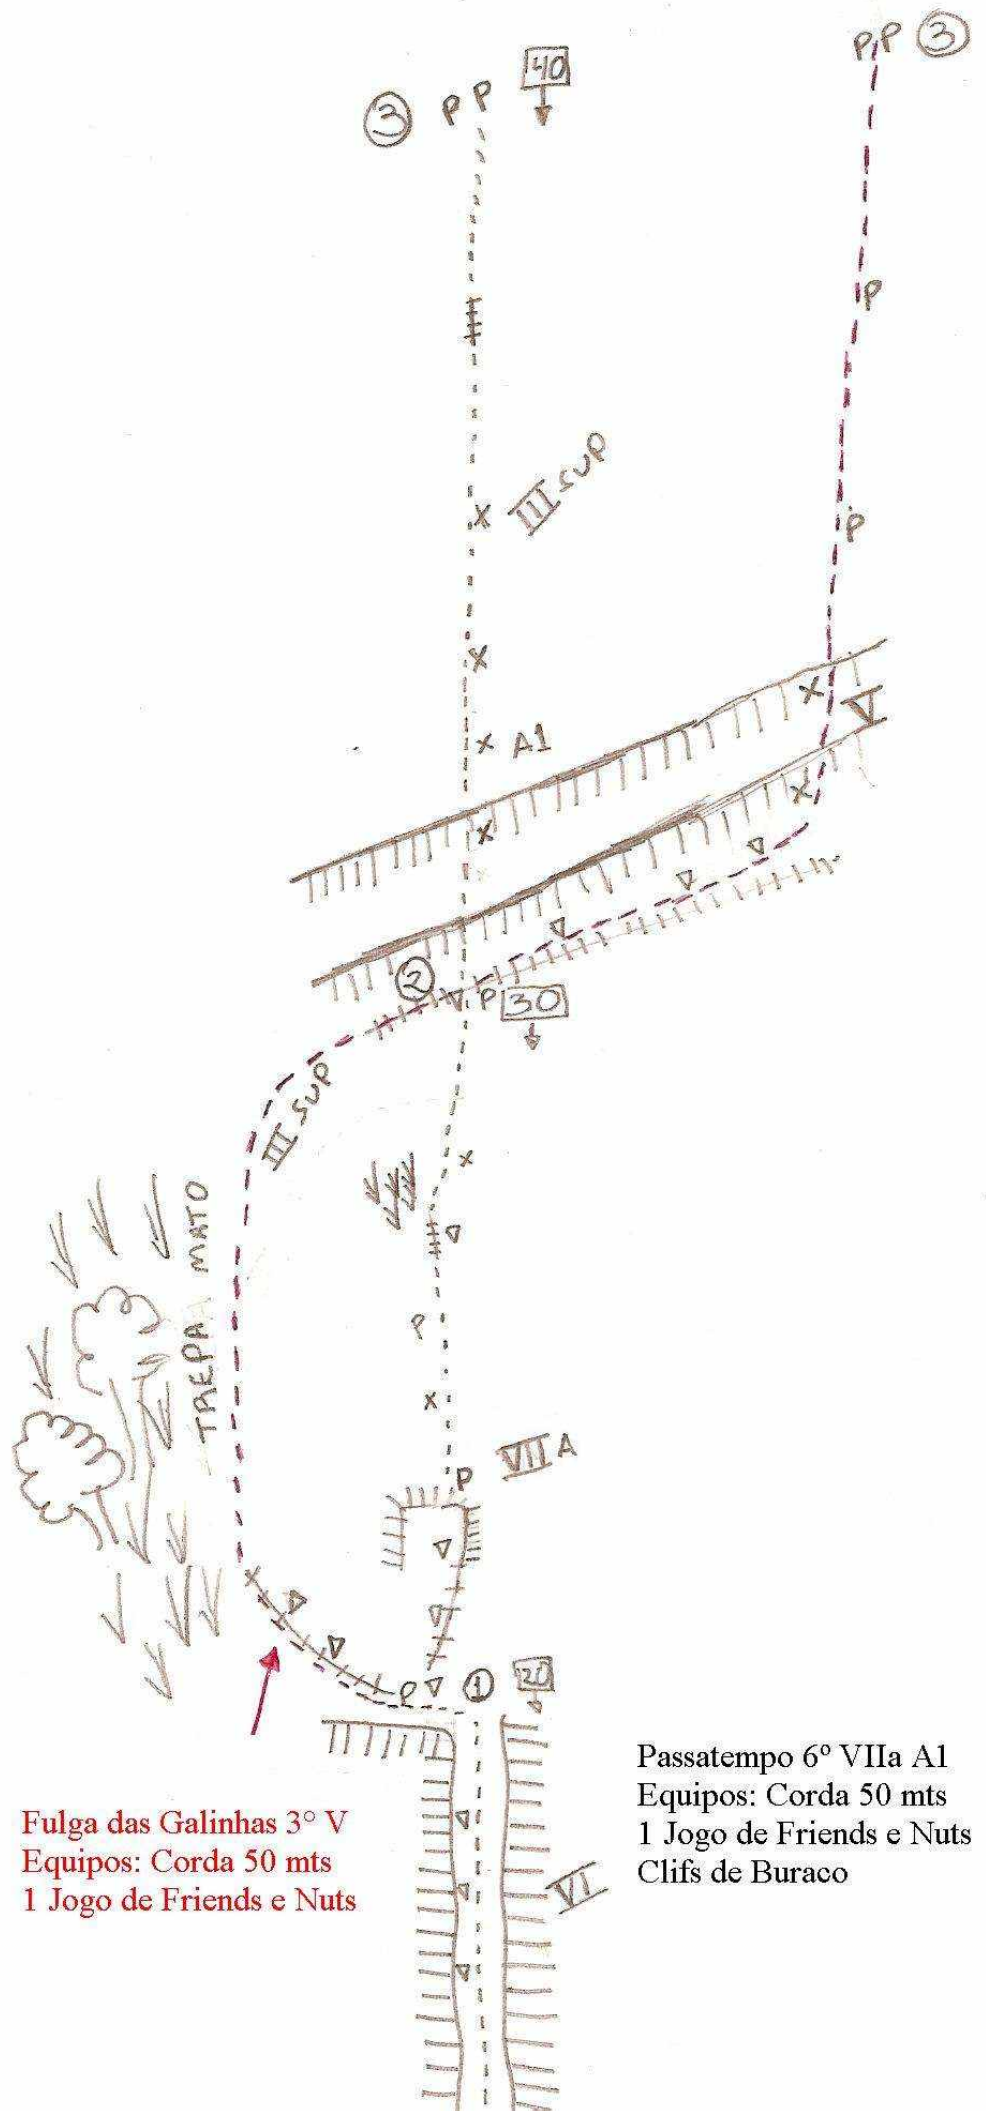 P P 3
40
3 P P
P
III SUP
X
P
X
X
V
X A1
X
X
2
P 30
III SUP
X
TREPA MATO
P
X
VII A
P
P 1 20
Passatempo 6º VIIa A1
Equipos: Corda 50 mts
1 Jogo de Friends e Nuts
Clifs de Buraco
Fulga das Galinhas 3° V
Equipos: Corda 50 mts
1 Jogo de Friends e Nuts
VI